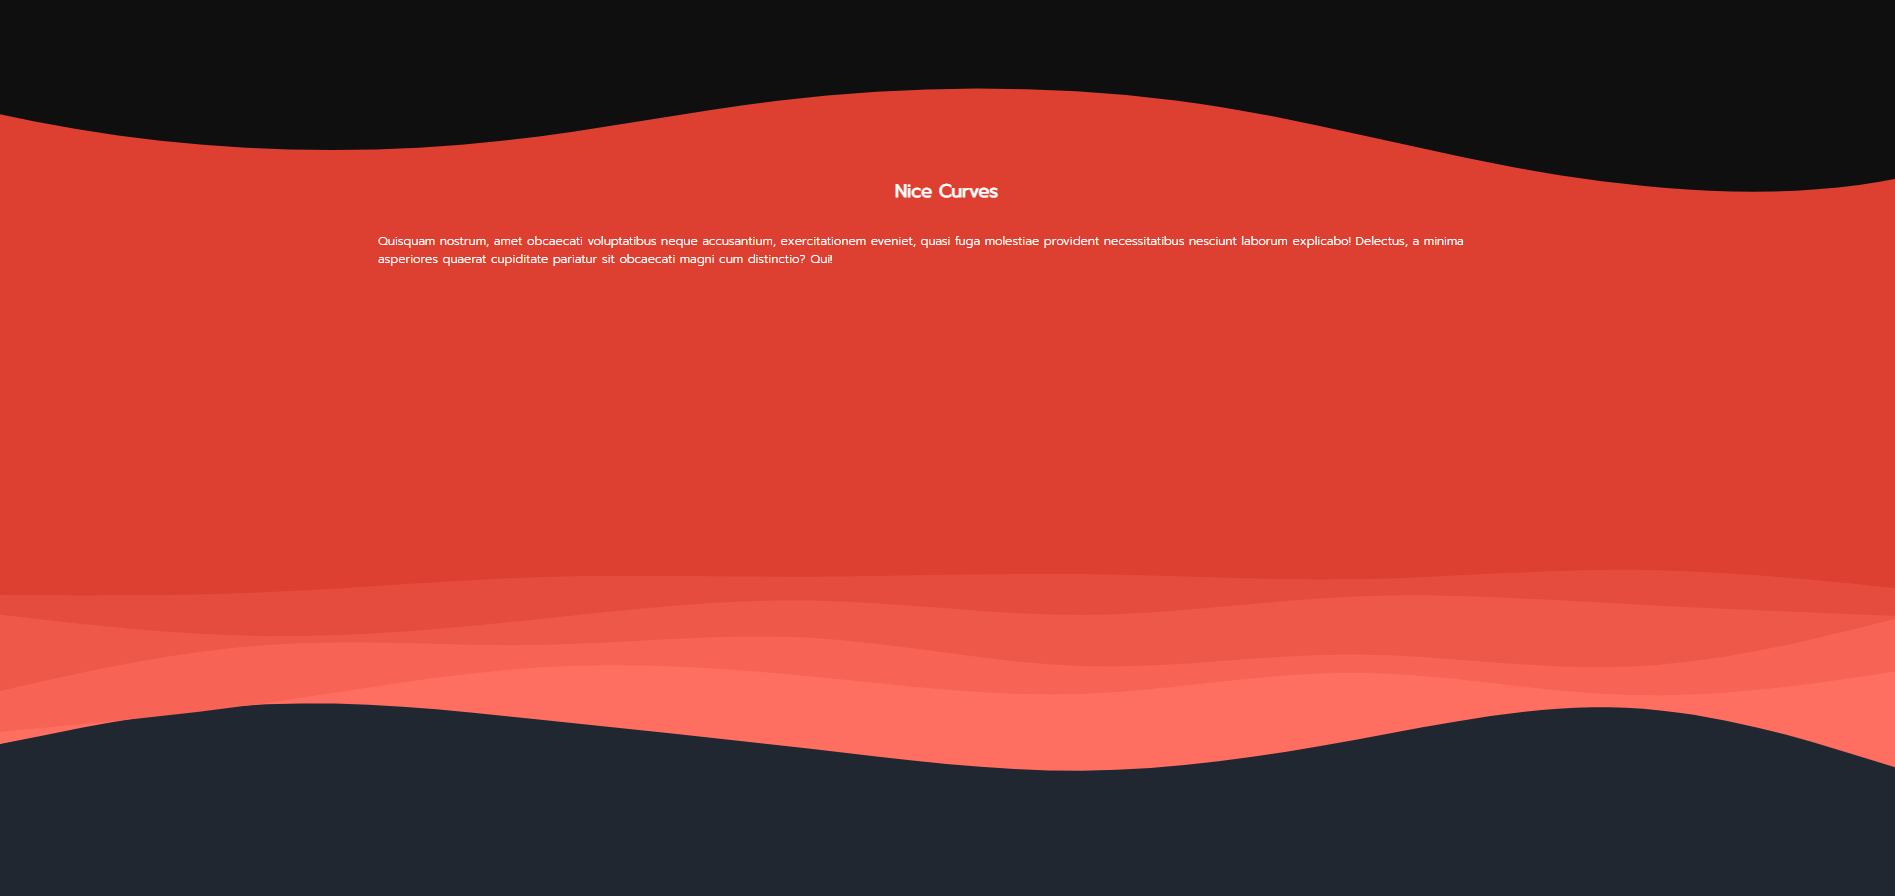 Nice Curves
Quisquam nostrum, amet obcaecati voluptatibus neque accusantium, exercitationem eveniet, quasi fuga molestiae provident necessitatibus nesciunt laborum explicabo! Delectus, a minima
asperiores quaerat cupiditate pariatur sit obcaecati magni cum distinctio? Qui!